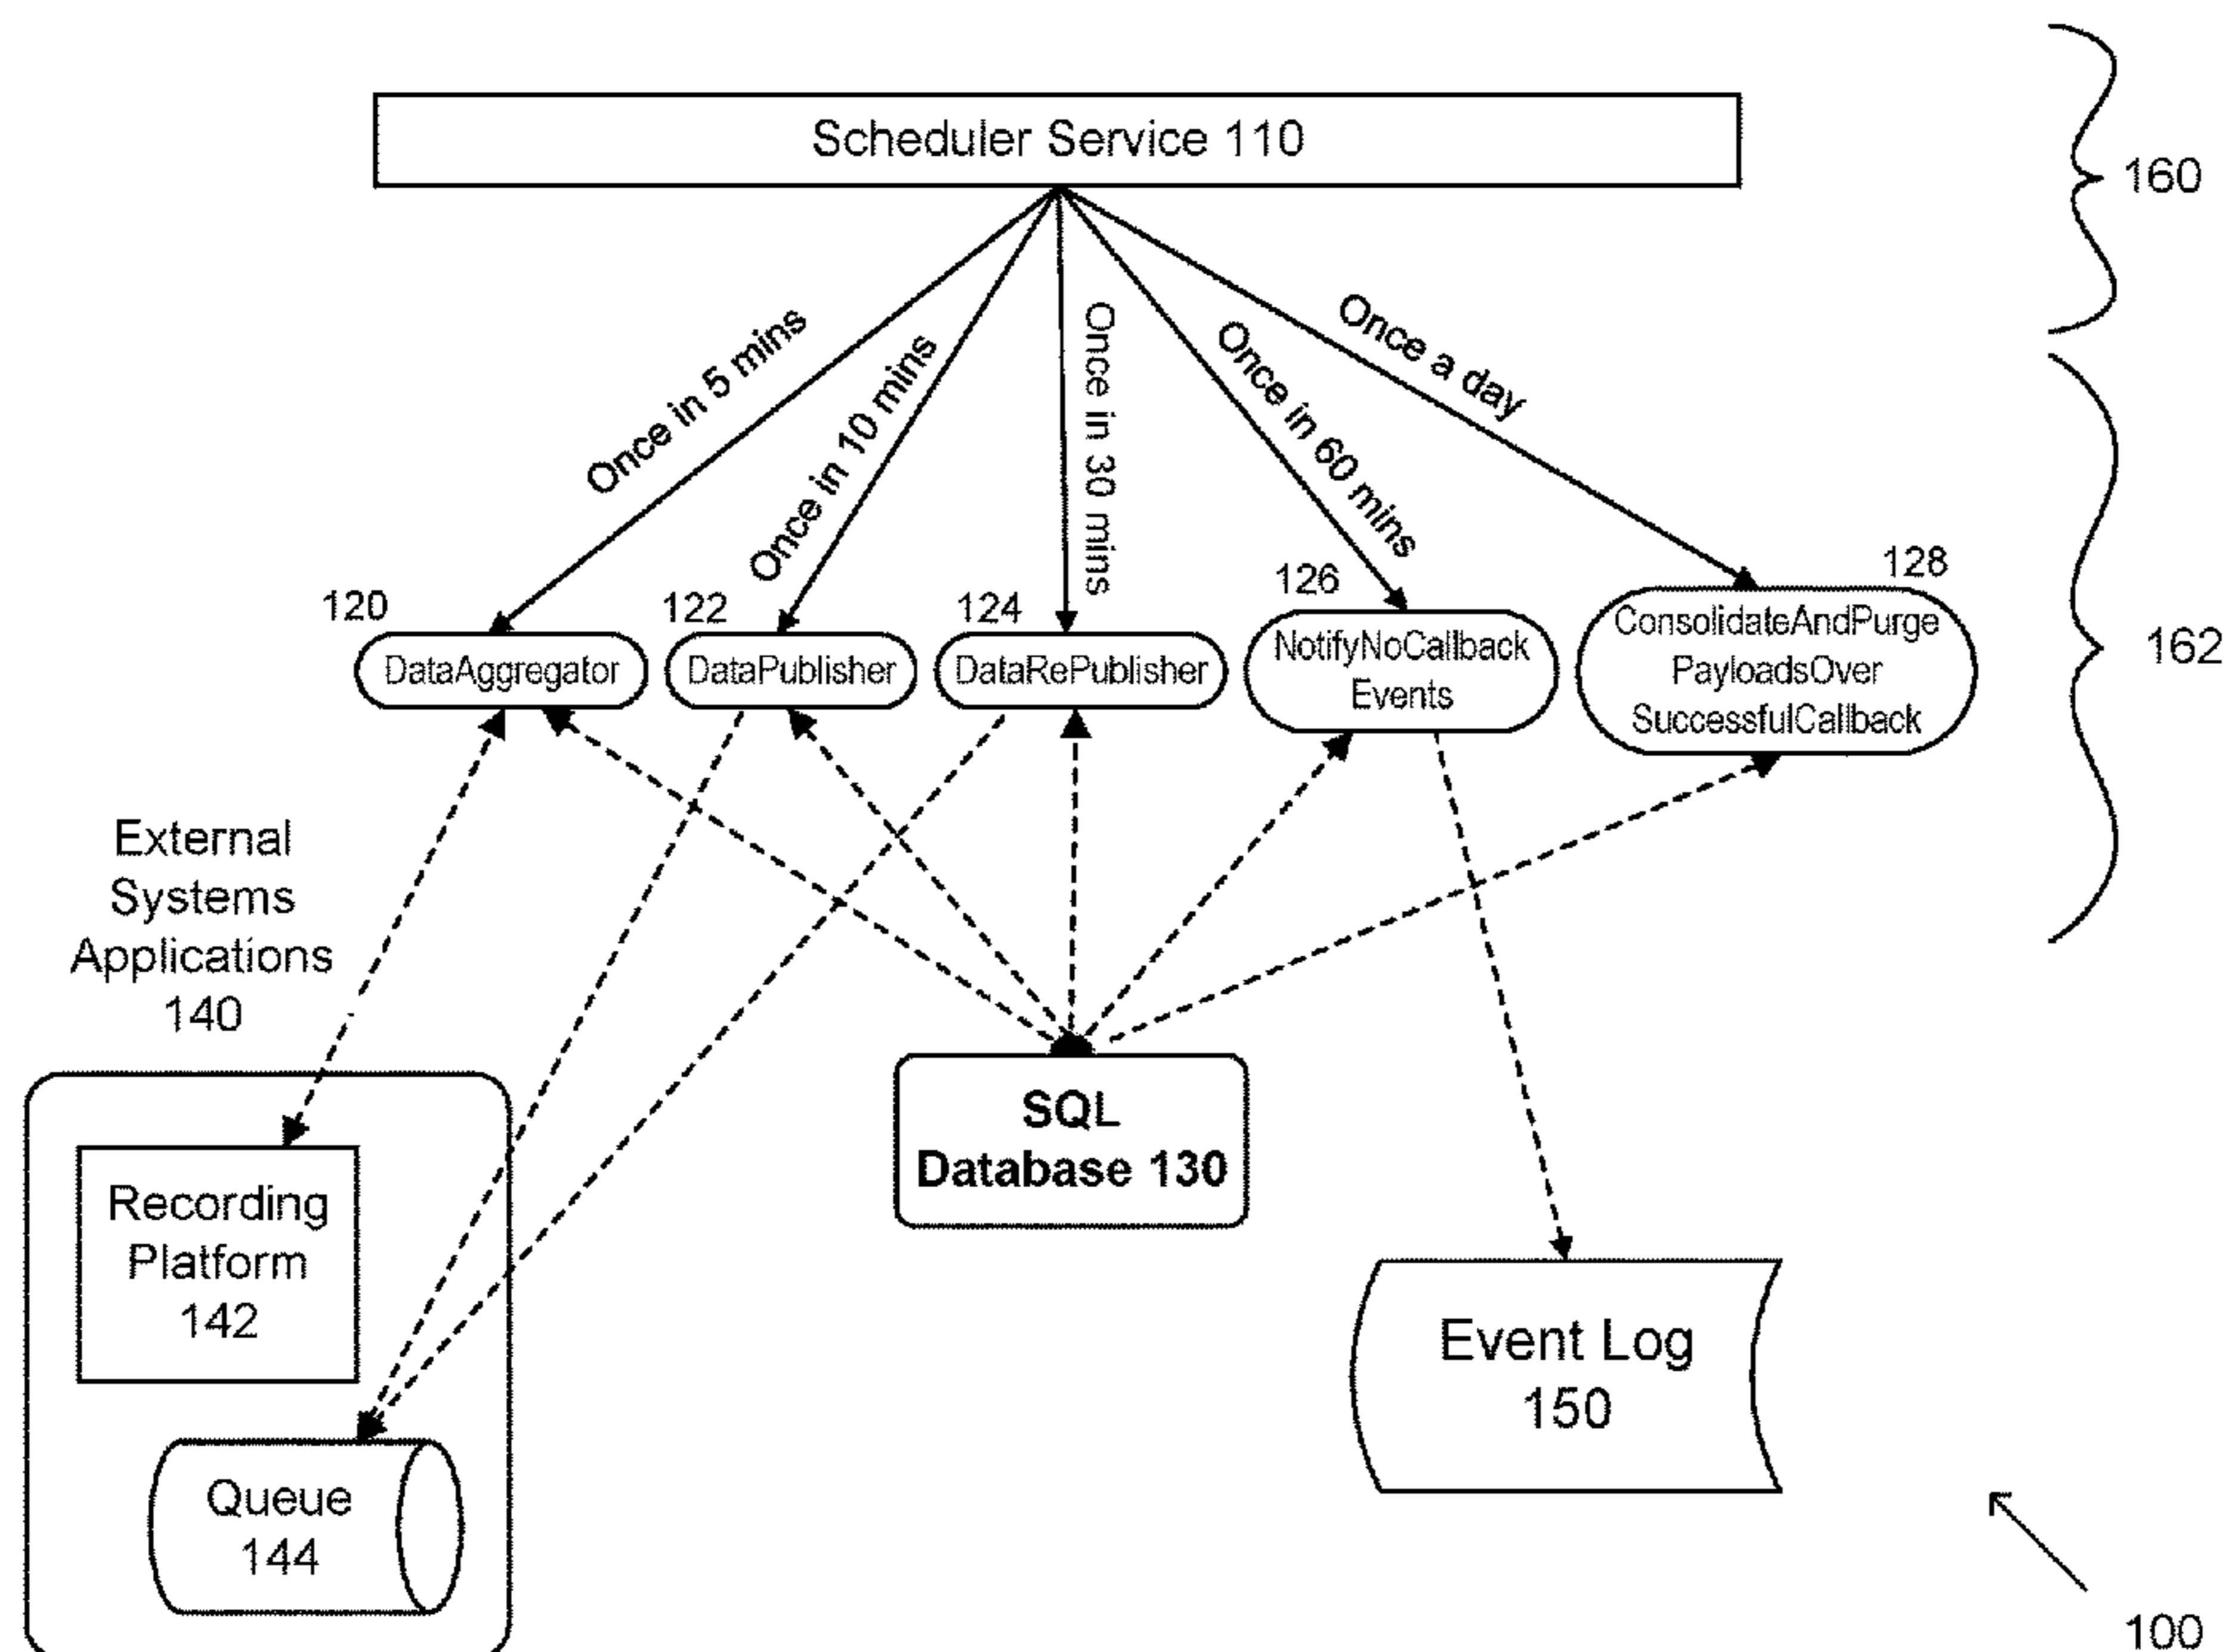 Scheduler Service 110
160
Once in 5 mins
Once in 10 mins
Once in 30 mins
Once in 60 mins
Once a day
162
120
DataAggregator
122
DataPublisher
124
DataRePublisher
126
NotifyNoCallback
Events
128
ConsolidateAndPurge
PayloadsOver
SuccessfulCallback
External
Systems
Applications
140
SQL
Database 130
Recording
Platform
142
Queue
144
Event Log
150
100